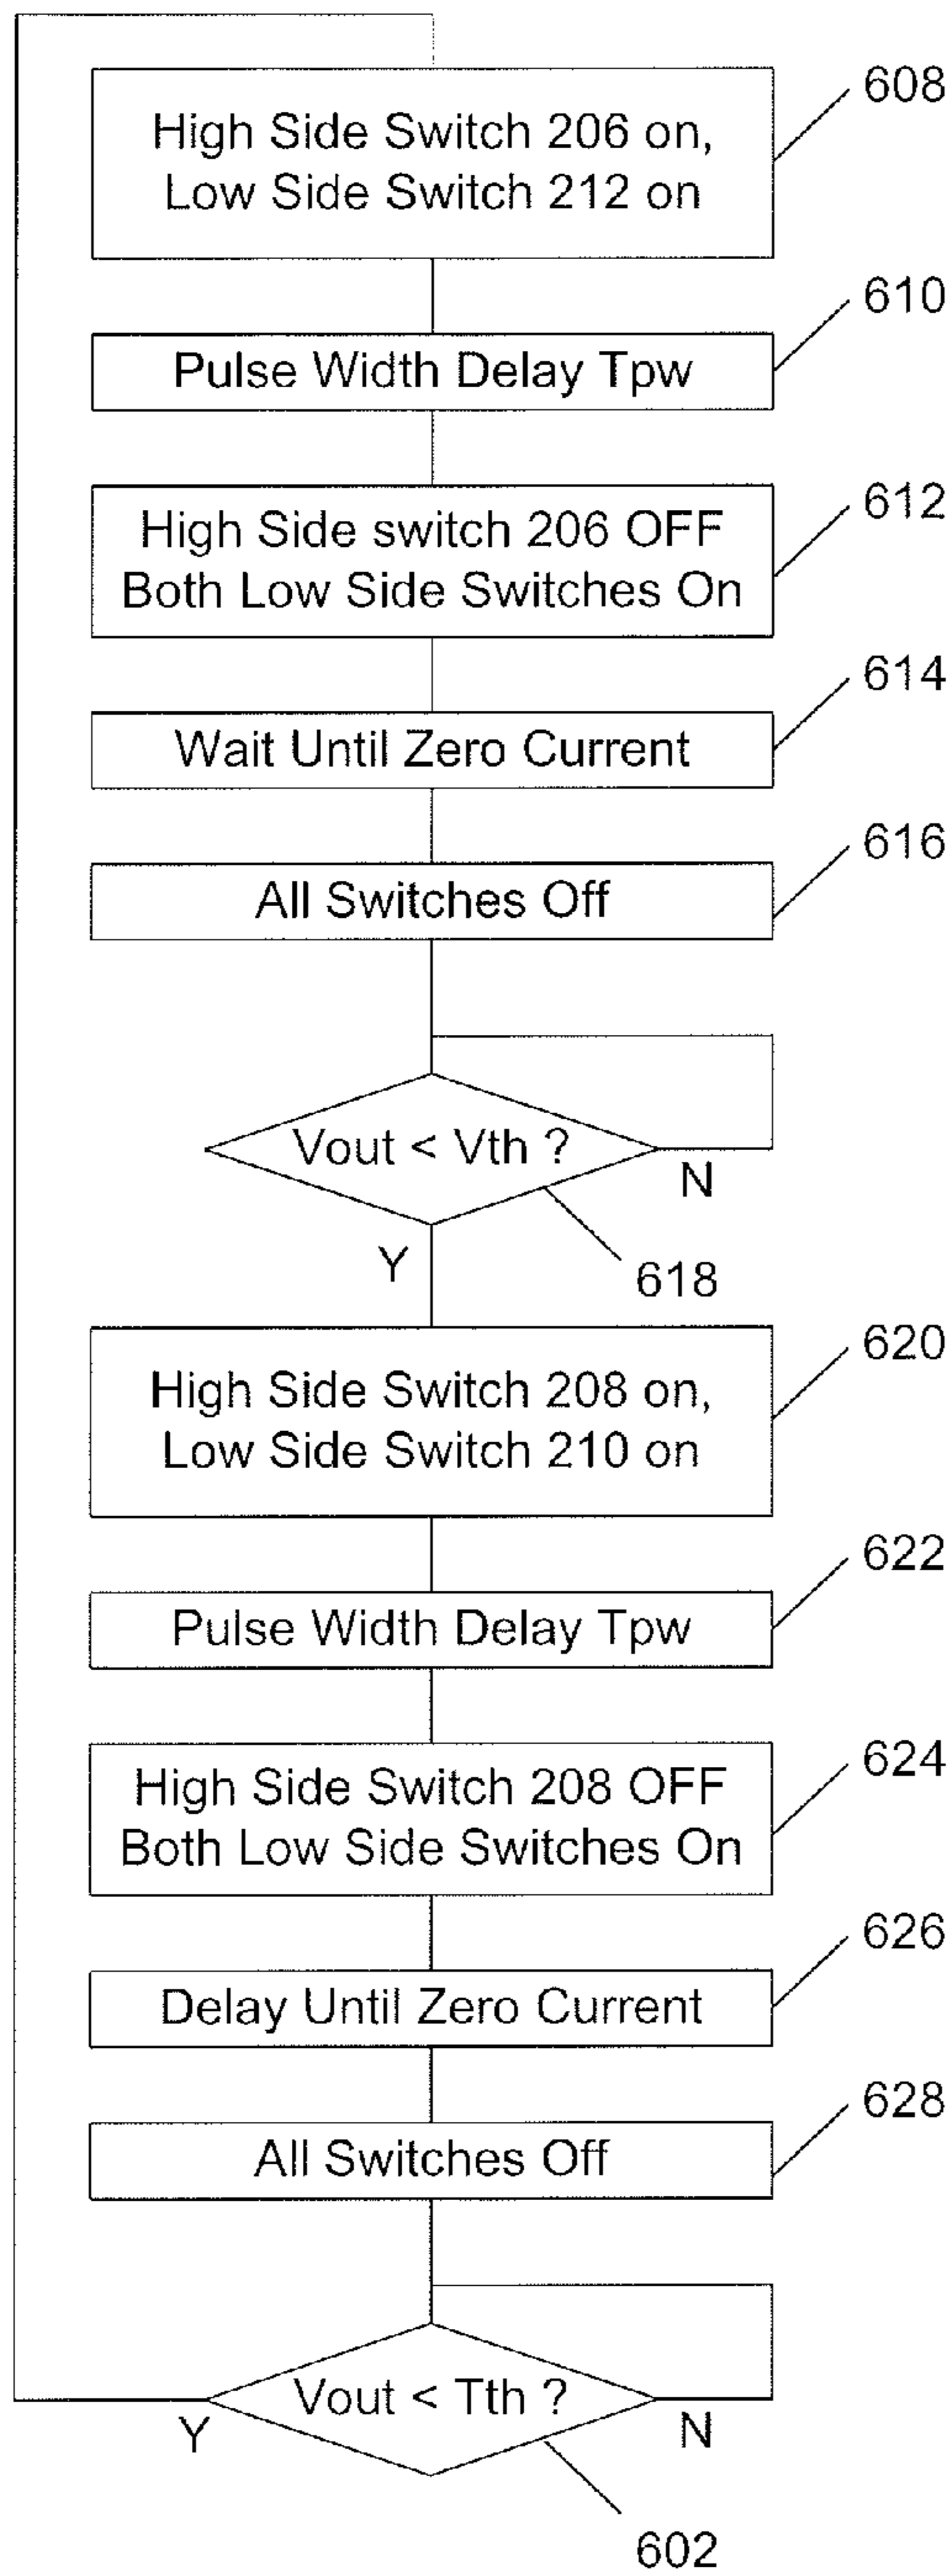 608
High Side Switch 206 on,
Low Side Switch 212 on
610
Pulse Width Delay Tpw
612
High Side switch 206 OFF
Both Low Side Switches On
614
Wait Until Zero Current
616
All Switches Off
Vout < Vth ?
N
Y
618
620
High Side Switch 208 on,
Low Side Switch 210 on
622
Pulse Width Delay Tpw
624
High Side Switch 208 OFF
Both Low Side Switches On
626
Delay Until Zero Current
628
All Switches Off
Vout < Tth ?
Y
N
602